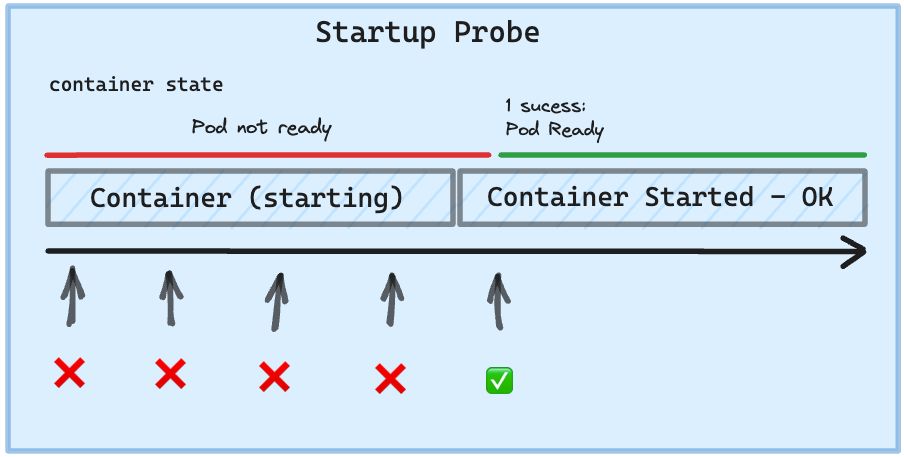 Startup Probe
container state
Pod not ready
1 sucess:
Pod Ready
Container (starting)
Container Started - OK